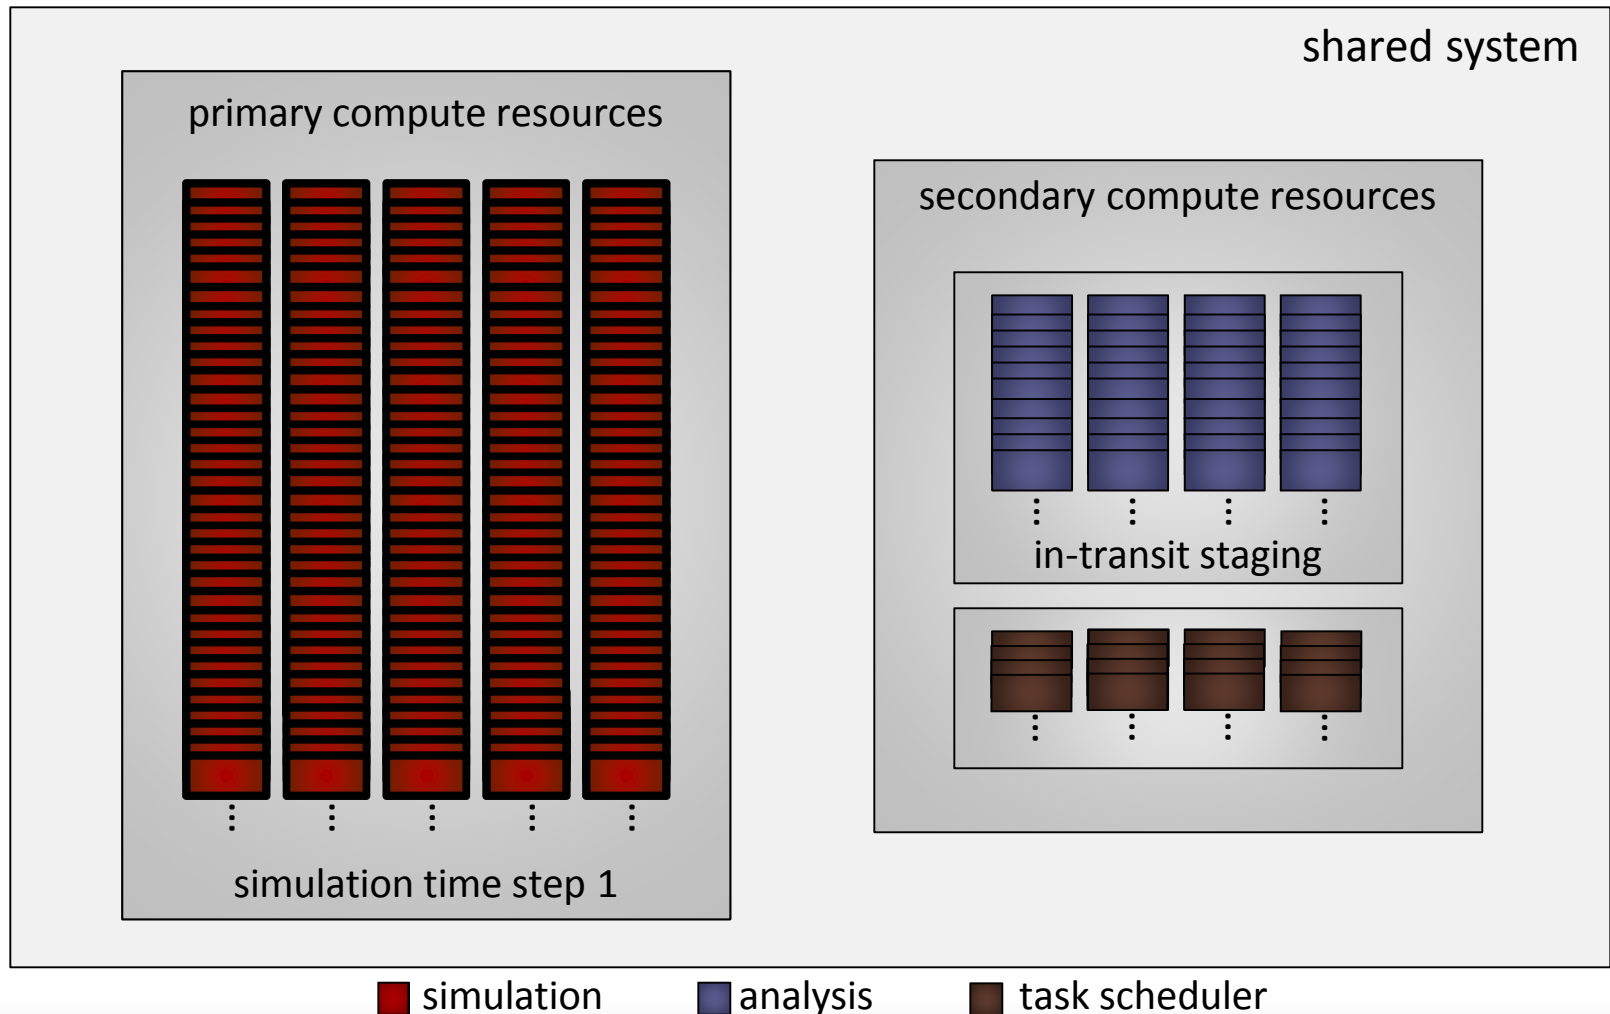 shared system
primary compute resources
secondary compute resources
in-transit staging
simulation time step 1
simulation
analysis
task scheduler